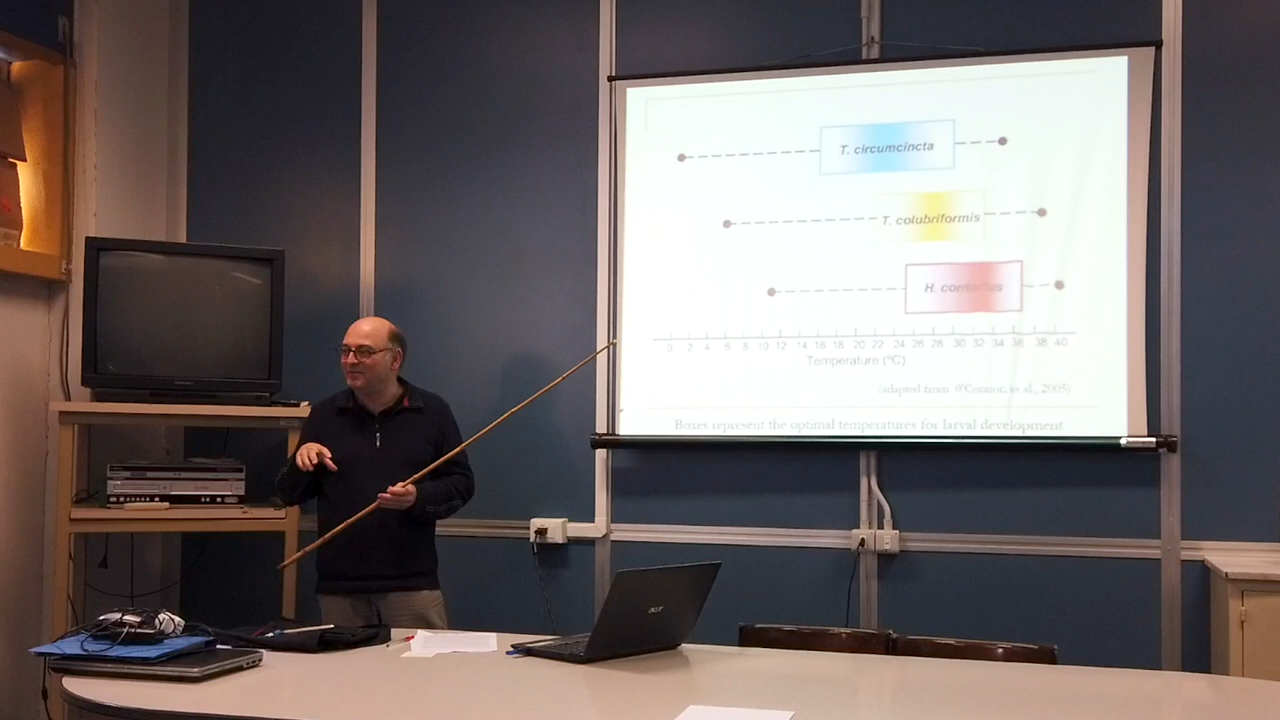 T. circumcincta
T. colubriformis
H. contortus
0 2 4 6 8 10 12 14 16 18 20 22 24 26 28 30 32 34 36 38 40
Temperature (ºC)
(adapted from O'Connor, et al., 2005)
Boxes represent the optimal temperatures for larval development
acer